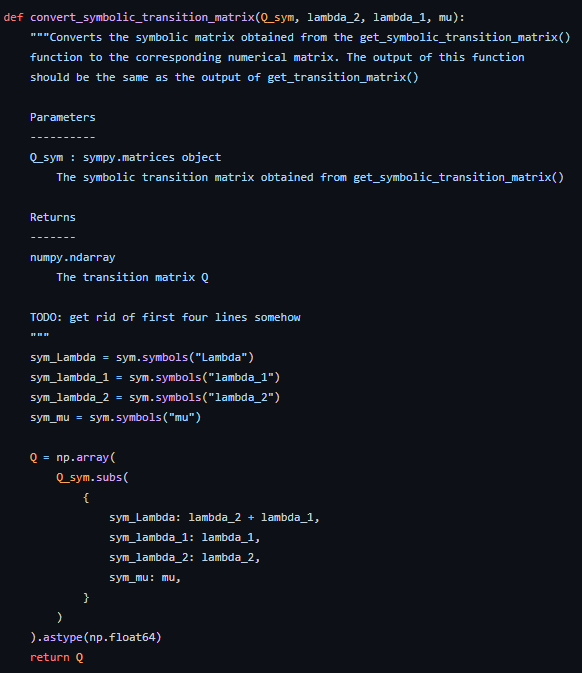 def convert_symbolic_transition_matrix(Q_sym, lambda_2, lambda_1, mu):
    """Converts the symbolic matrix obtained from the get_symbolic_transition_matrix()
    function to the corresponding numerical matrix. The output of this function
    should be the same as the output of get_transition_matrix()

    Parameters
    ----------
    Q_sym : sympy.matrices object
        The symbolic transition matrix obtained from get_symbolic_transition_matrix()

    Returns
    -------
    numpy.ndarray
        The transition matrix Q

    TODO: get rid of first four lines somehow
    """
    sym_Lambda = sym.symbols("Lambda")
    sym_lambda_1 = sym.symbols("lambda_1")
    sym_lambda_2 = sym.symbols("lambda_2")
    sym_mu = sym.symbols("mu")

    Q = np.array(
        Q_sym.subs(
            {
                sym_Lambda: lambda_2 + lambda_1,
                sym_lambda_1: lambda_1,
                sym_lambda_2: lambda_2,
                sym_mu: mu,
            }
        )
    ).astype(np.float64)
    return Q